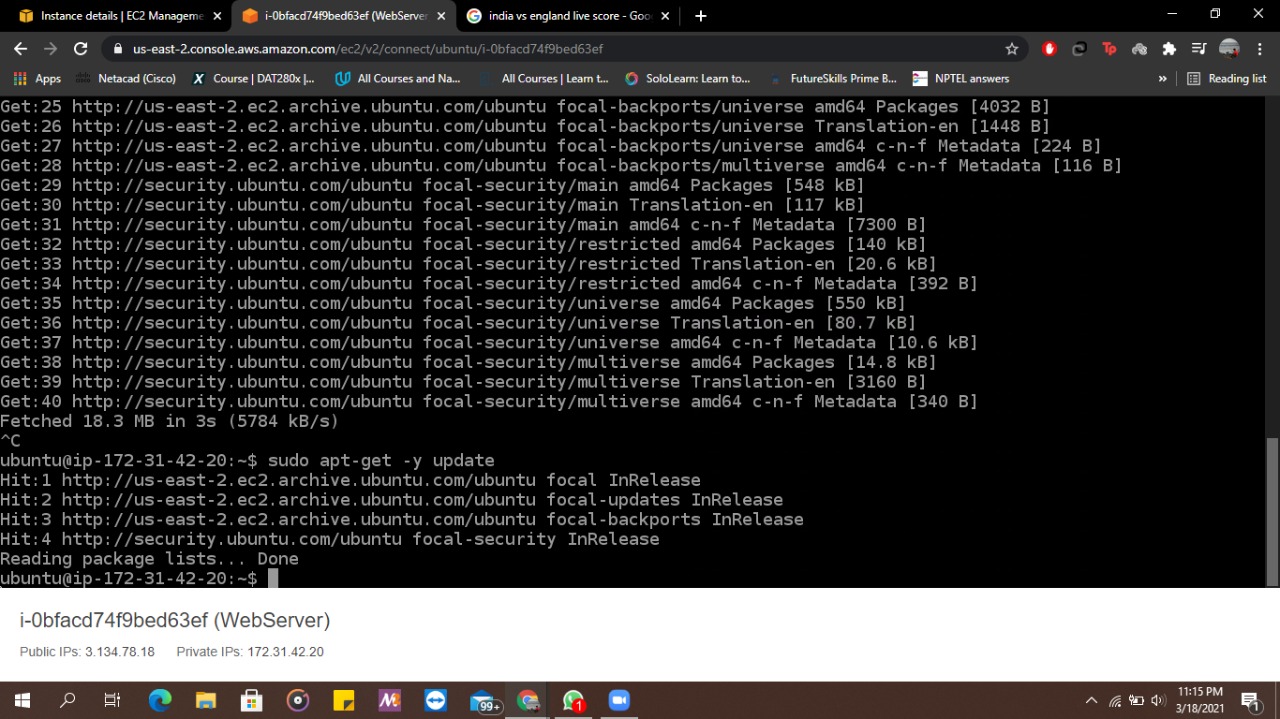 Instance details | EC2 Manageme
i-0bfacd74f9bed63ef (WebServer
india vs england live score - Goo
us-east-2.console.aws.amazon.com/ec2/v2/connect/ubuntu/i-0bfacd74f9bed63ef
Apps
Netacad (Cisco)
Course | DAT280x |...
All Courses and Na...
All Courses | Learn t...
SoloLearn: Learn to...
FutureSkills Prime B...
NPTEL answers
»
Reading list
Get:25 http://us-east-2.ec2.archive.ubuntu.com/ubuntu focal-backports/universe amd64 Packages [4032 B]
Get:26 http://us-east-2.ec2.archive.ubuntu.com/ubuntu focal-backports/universe Translation-en [1448 B]
Get:27 http://us-east-2.ec2.archive.ubuntu.com/ubuntu focal-backports/universe amd64 c-n-f Metadata [224 B]
Get:28 http://us-east-2.ec2.archive.ubuntu.com/ubuntu focal-backports/multiverse amd64 c-n-f Metadata [116 B]
Get:29 http://security.ubuntu.com/ubuntu focal-security/main amd64 Packages [548 kB]
Get:30 http://security.ubuntu.com/ubuntu focal-security/main Translation-en [117 kB]
Get:31 http://security.ubuntu.com/ubuntu focal-security/main amd64 c-n-f Metadata [7300 B]
Get:32 http://security.ubuntu.com/ubuntu focal-security/restricted amd64 Packages [140 kB]
Get:33 http://security.ubuntu.com/ubuntu focal-security/restricted Translation-en [20.6 kB]
Get:34 http://security.ubuntu.com/ubuntu focal-security/restricted amd64 c-n-f Metadata [392 B]
Get:35 http://security.ubuntu.com/ubuntu focal-security/universe amd64 Packages [550 kB]
Get:36 http://security.ubuntu.com/ubuntu focal-security/universe Translation-en [80.7 kB]
Get:37 http://security.ubuntu.com/ubuntu focal-security/universe amd64 c-n-f Metadata [10.6 kB]
Get:38 http://security.ubuntu.com/ubuntu focal-security/multiverse amd64 Packages [14.8 kB]
Get:39 http://security.ubuntu.com/ubuntu focal-security/multiverse Translation-en [3160 B]
Get:40 http://security.ubuntu.com/ubuntu focal-security/multiverse amd64 c-n-f Metadata [340 B]
Fetched 18.3 MB in 3s (5784 kB/s)
^C
ubuntu@ip-172-31-42-20:~$ sudo apt-get -y update
Hit:1 http://us-east-2.ec2.archive.ubuntu.com/ubuntu focal InRelease
Hit:2 http://us-east-2.ec2.archive.ubuntu.com/ubuntu focal-updates InRelease
Hit:3 http://us-east-2.ec2.archive.ubuntu.com/ubuntu focal-backports InRelease
Hit:4 http://security.ubuntu.com/ubuntu focal-security InRelease
Reading package lists... Done
ubuntu@ip-172-31-42-20:~$
i-0bfacd74f9bed63ef (WebServer)
Public IPs: 3.134.78.18 Private IPs: 172.31.42.20
99+
1
11:15 PM
3/18/2021
1